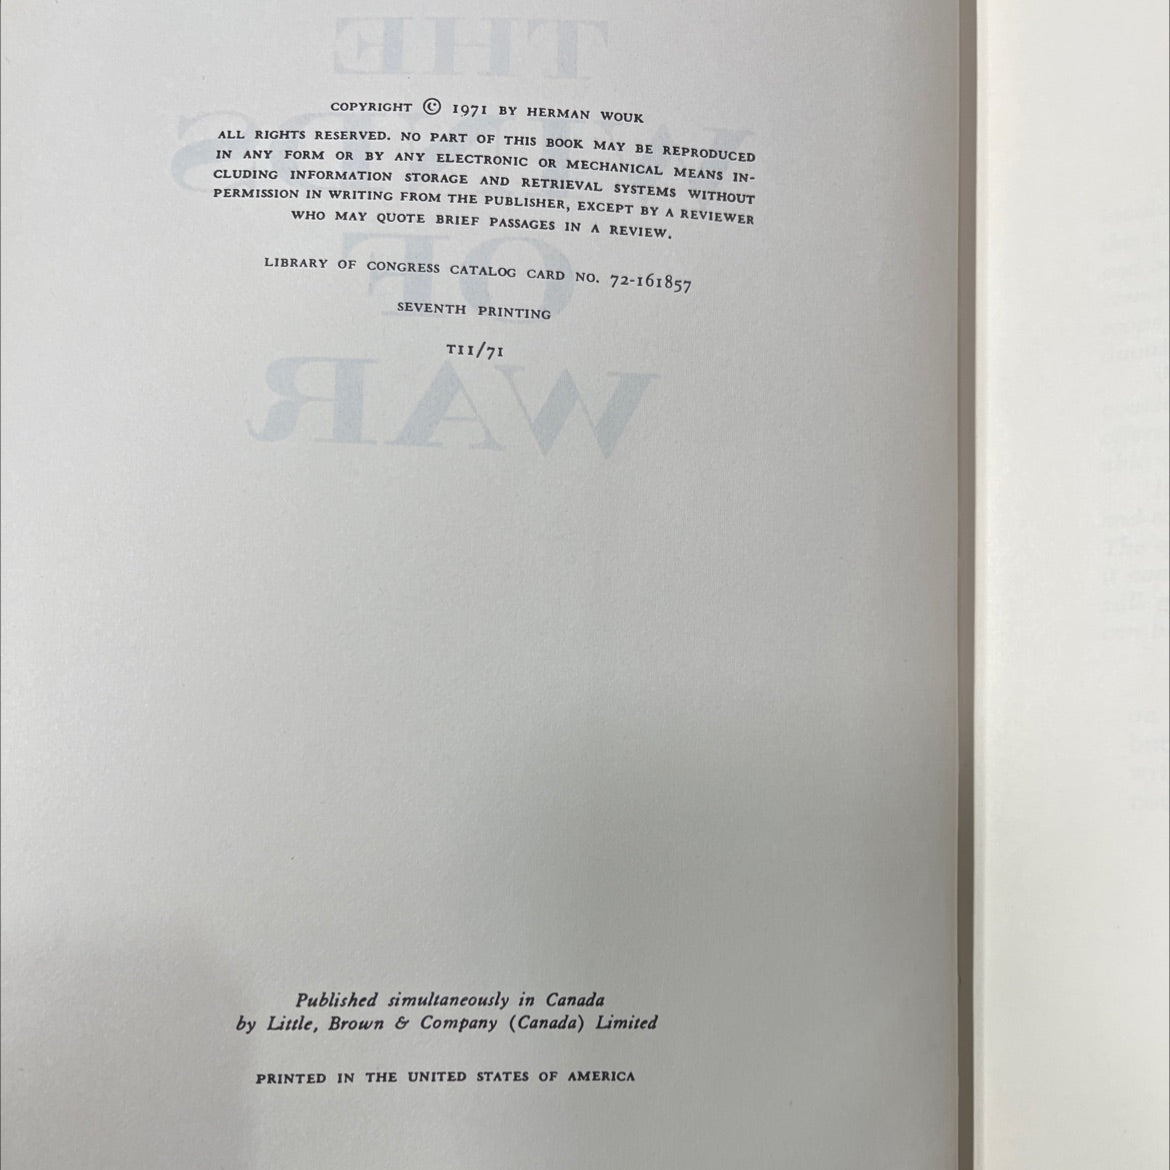 COPYRIGHT © 1971 BY HERMAN WOUK
ALL RIGHTS RESERVED. NO PART OF THIS BOOK MAY BE REPRODUCED
IN ANY FORM OR BY ANY ELECTRONIC OR MECHANICAL MEANS IN-
CLUDING INFORMATION STORAGE AND RETRIEVAL SYSTEMS WITHOUT
PERMISSION IN WRITING FROM THE PUBLISHER, EXCEPT BY A REVIEWER
WHO MAY QUOTE BRIEF PASSAGES IN A REVIEW.
LIBRARY OF CONGRESS CATALOG CARD NO. 72-161857
SEVENTH PRINTING
T11/71
Published simultaneously in Canada
by Little, Brown & Company (Canada) Limited
PRINTED IN THE UNITED STATES OF AMERICA